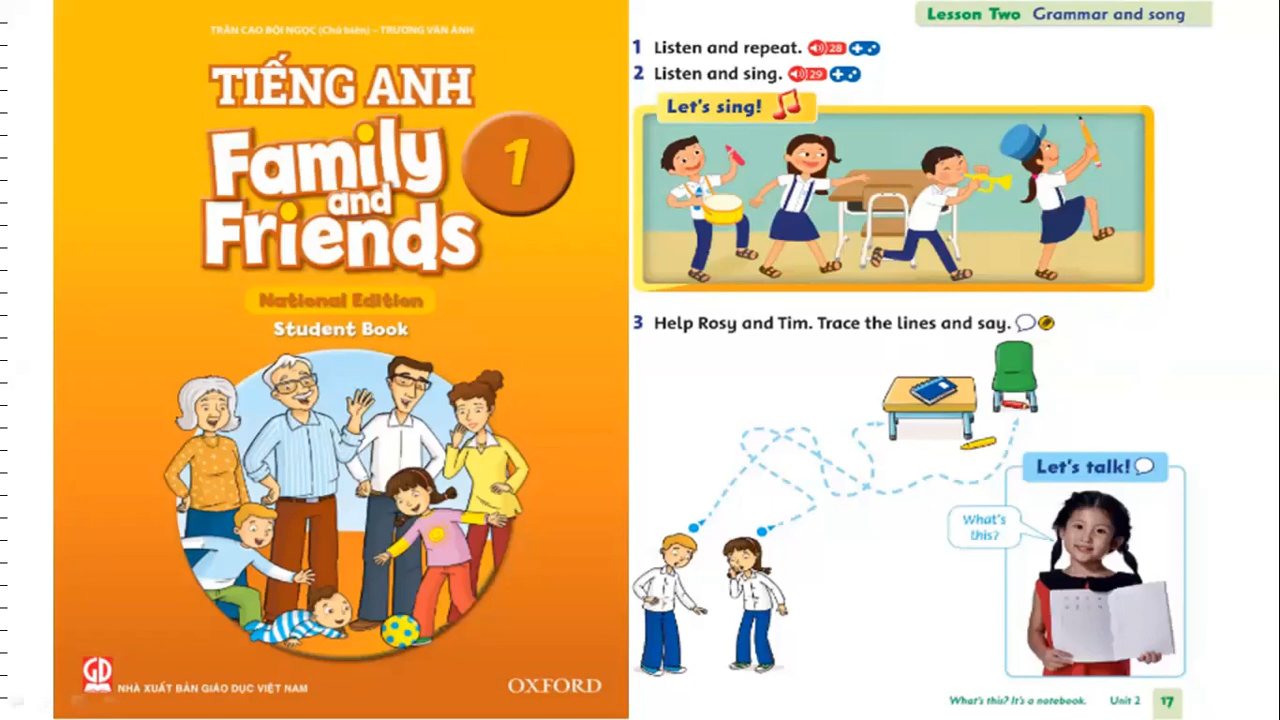 TRẦN CAO BỘI NGỌC (Chủ biên) – TRƯƠNG VĂN ÁNH
TIẾNG ANH
Family
and
Friends
1
National Edition
Student Book
GD
NHÀ XUẤT BẢN GIÁO DỤC VIỆT NAM
OXFORD
Lesson Two Grammar and song
1 Listen and repeat. 28
2 Listen and sing. 29
Let's sing!
3 Help Rosy and Tim. Trace the lines and say.
Let's talk!
What's
this?
What's this? It's a notebook. Unit 2 17